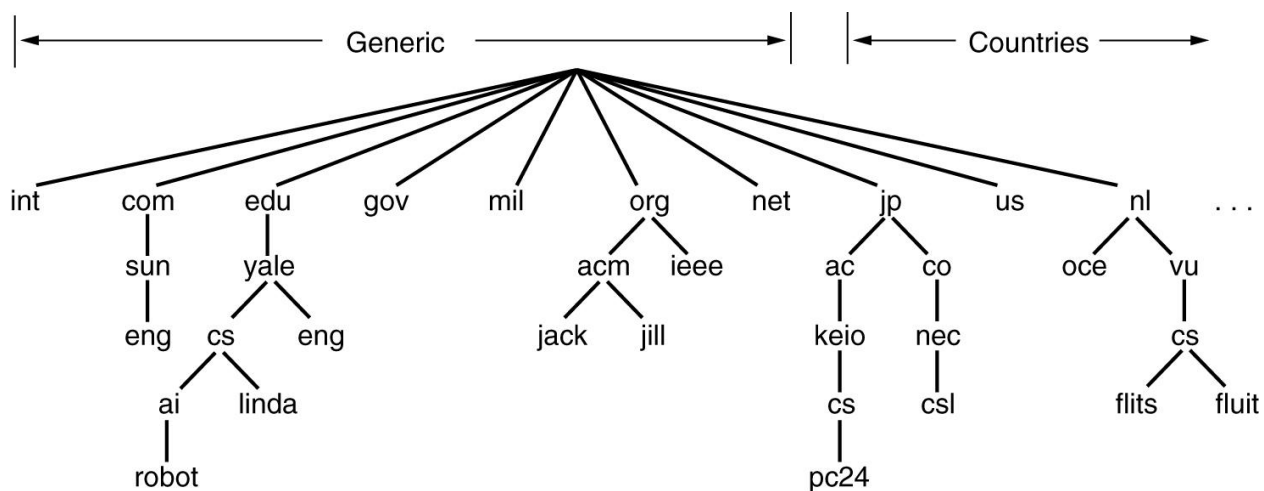 Generic Countries
int com edu gov mil org net jp us nl . . .
sun yale acm ieee ac co oce vu
eng cs eng jack jill keio nec cs
ai linda cs csl flits fluit
robot pc24